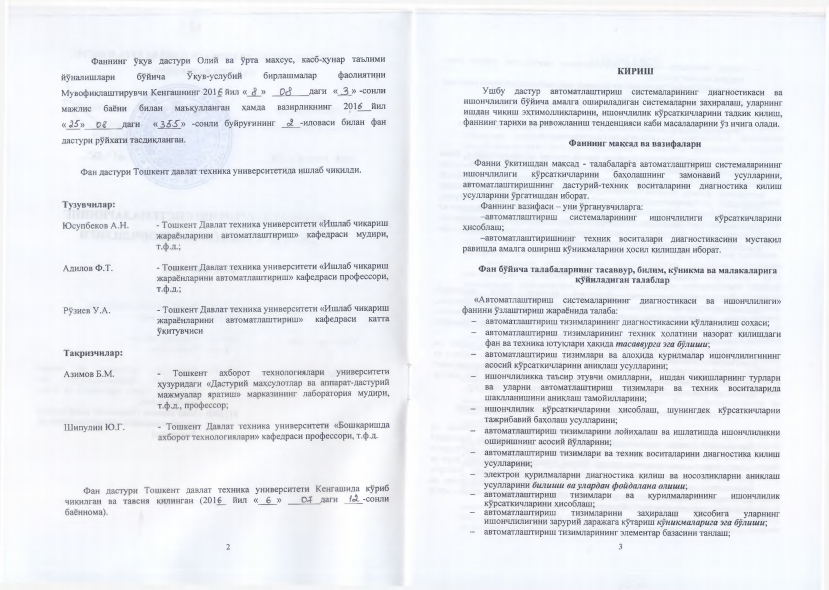 Фаннинг ўқув дастури Олий ва ўрта махсус, касб-ҳунар таълими
йўналишлари бўйича Ўқув-услубий бирлашмалар фаолиятини
Мувофиқлаштирувчи Кенгашнинг 2016 йил « 8 » 08 даги « 3 » -сонли
мажлис баёни билан маъқулланган ҳамда вазирликнинг 2016 йил
«25» 08 даги «355» -сонли буйруғининг 2 -иловаси билан фан
дастури рўйхати тасдиқланган.
Фан дастури Тошкент давлат техника университетида ишлаб чиқилди.
Тузувчилар:
Юсупбеков А.Н. - Тошкент Давлат техника университети «Ишлаб чиқариш
жараёнларини автоматлаштириш» кафедраси мудири,
т.ф.д.;
Адилов Ф.Т. - Тошкент Давлат техника университети «Ишлаб чиқариш
жараёнларини автоматлаштириш» кафедраси профессори,
т.ф.д.;
Рўзиев У.А. - Тошкент Давлат техника университети «Ишлаб чиқариш
жараёнларини автоматлаштириш» кафедраси катта
ўқитувчиси
Тақризчилар:
Азимов Б.М. - Тошкент ахборот технологиялари университети
ҳузуридаги «Дастурий маҳсулотлар ва аппарат-дастурий
мажмуалар яратиш» марказининг лаборатория мудири,
т.ф.д., профессор;
Шипулин Ю.Г. - Тошкент Давлат техника университети «Бошқаришда
ахборот технологиялари» кафедраси профессори, т.ф.д.
Фан дастури Тошкент давлат техника университети Кенгашида кўриб
чиқилган ва тавсия қилинган (2016 йил « 6 » 07 даги 12 -сонли
баённома).
2
КИРИШ
Ушбу дастур автоматлаштириш системаларининг диагностикаси ва
ишончлилиги бўйича амалга ошириладиган системаларни захиралаш, уларнинг
ишдан чиқиш эҳтимолликларини, ишончлилик кўрсаткичларини тадқиқ қилиш,
фаннинг тарихи ва ривожланиш тенденцияси каби масалаларини ўз ичига олади.
Фаннинг мақсад ва вазифалари
Фанни ўқитишдан мақсад - талабаларга автоматлаштириш системаларининг
ишончлилиги кўрсаткичларини баҳолашнинг замонавий усулларини,
автоматлаштиришнинг дастурий-техник воситаларини диагностика қилиш
усулларини ўргатишдан иборат.
Фаннинг вазифаси – уни ўрганувчиларга:
–автоматлаштириш системаларининг ишончлилиги кўрсаткичларини
ҳисоблаш;
–автоматлаштиришнинг техник воситалари диагностикасини мустақил
равишда амалга ошириш кўникмаларини ҳосил қилишдан иборат.
Фан бўйича талабаларнинг тасаввур, билим, кўникма ва малакаларига
қўйиладиган талаблар
«Автоматлаштириш системаларининг диагностикаси ва ишончлилиги»
фанини ўзлаштириш жараёнида талаба:
– автоматлаштириш тизимларининг диагностикасини қўлланилиш соҳаси;
– автоматлаштириш тизимларининг техник ҳолатини назорат қилишдаги
фан ва техника ютуқлари ҳақида тасаввурга эга бўлиши;
– автоматлаштириш тизимлари ва алоҳида қурилмалар ишончлилигининг
асосий кўрсаткичларини аниқлаш усулларини;
– ишончлиликка таъсир этувчи омилларни, ишдан чиқишларнинг турлари
ва уларни автоматлаштириш тизимлари ва техник воситаларида
шаклланишини аниқлаш тамойилларини;
– ишончлилик кўрсаткичларини ҳисоблаш, шунингдек кўрсаткичларни
тажрибавий баҳолаш усулларини;
– автоматлаштириш тизимларини лойиҳалаш ва ишлатишда ишончлиликни
оширишнинг асосий йўлларини;
– автоматлаштириш тизимлари ва техник воситаларини диагностика қилиш
усулларини;
– электрон қурилмаларни диагностика қилиш ва носозликларни аниқлаш
усулларини билиши ва улардан фойдалана олиши;
– автоматлаштириш тизимлари ва қурилмаларининг ишончлилик
кўрсаткичларини ҳисоблаш;
– автоматлаштириш тизимларини захиралаш ҳисобига уларнинг
ишончлилигини зарурий даражага кўтариш кўникмаларига эга бўлиши;
– автоматлаштириш тизимларининг элементар базасини танлаш;
3